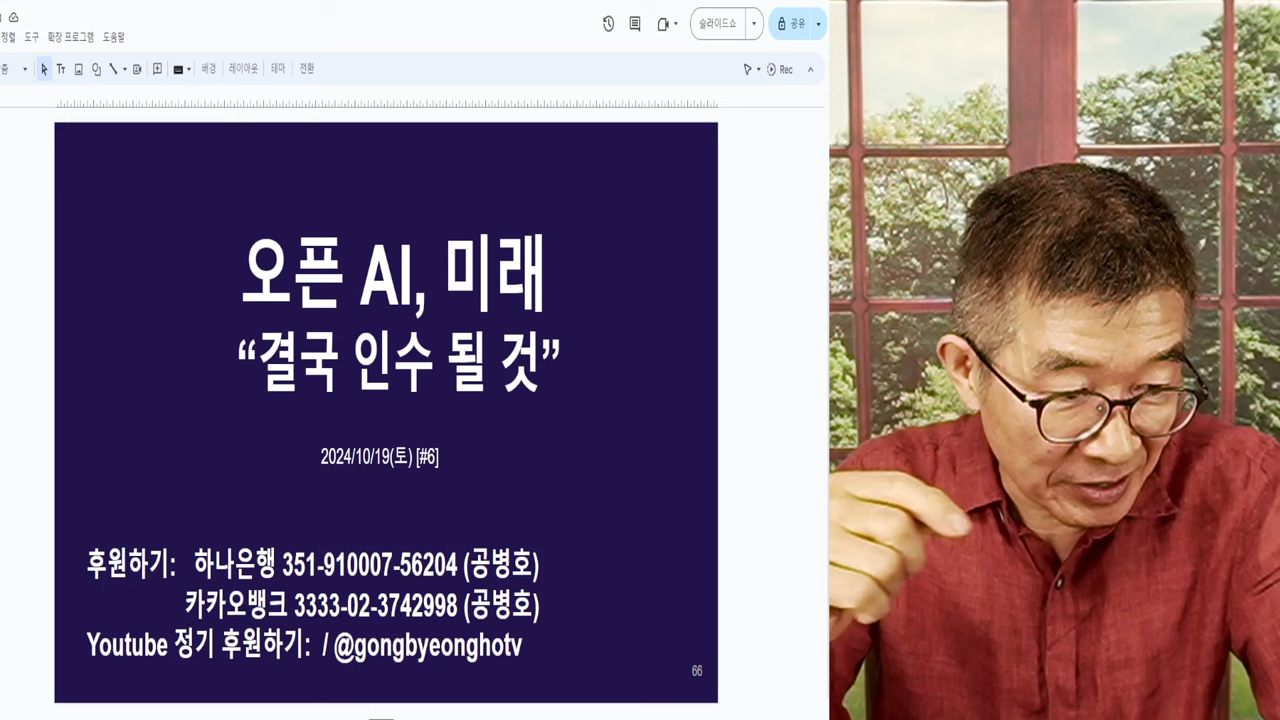 정렬 도구 확장 프로그램 도움말
슬라이드쇼
공유
배경 레이아웃 테마 전환
Rec
오픈 AI, 미래
“결국 인수 될 것”
2024/10/19(토) [#6]
후원하기: 하나은행 351-910007-56204 (공병호)
카카오뱅크 3333-02-3742998 (공병호)
Youtube 정기 후원하기: / @gongbyeonghotv
66